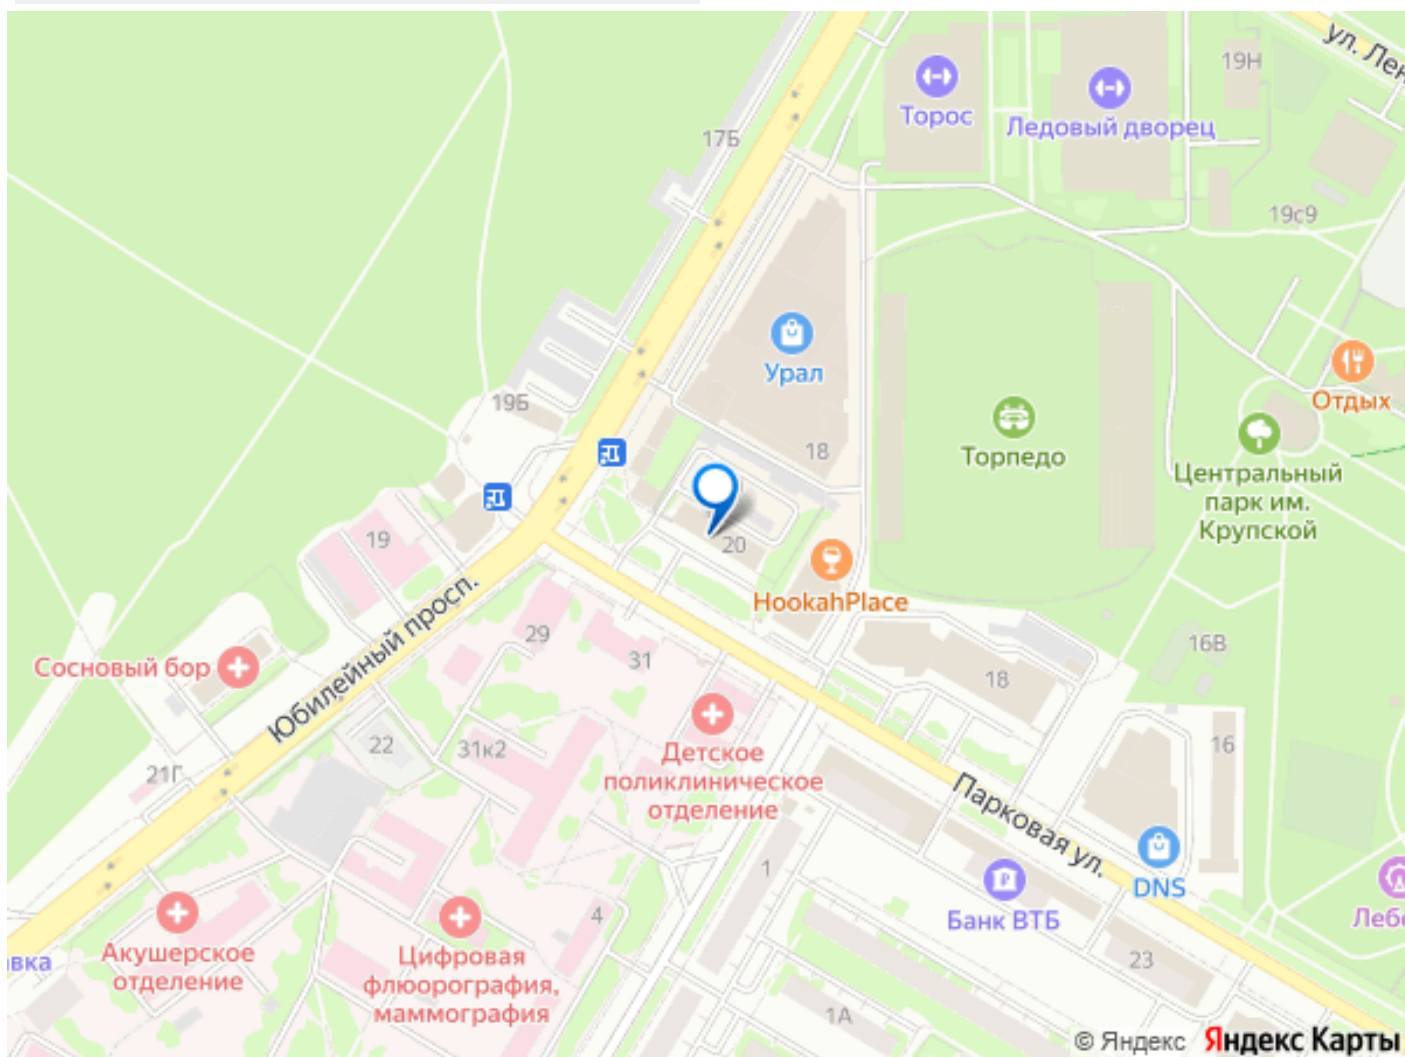 ул. Лен
19Н
Торос
Ледовый дворец
17Б
19с9
Урал
Отдых
19Б
18
Торпедо
Центральный
парк им.
Крупской
19
20
HookahPlace
Юбилейный просп.
29
31
16В
Сосновый бор
18
22
31к2
21Г
16
Детское
поликлиническое
отделение
Парковая ул.
1
DNS
Банк ВТБ
4
Лебе
Акушерское
отделение
Цифровая
флюорография,
маммография
авка
23
1А
© Яндекс Яндекс Карты